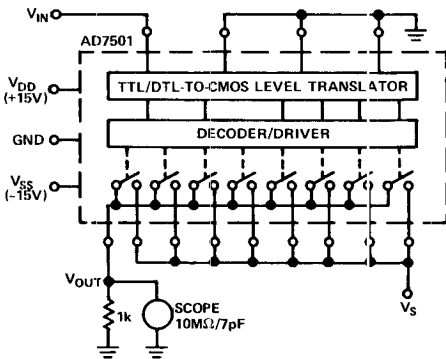 VIN
AD7501
VDD
(+15V)
TTL/DTL-TO-CMOS LEVEL TRANSLATOR
GND
DECODER/DRIVER
VSS
(-15V)
VOUT
1k
SCOPE
10MΩ/7pF
VS